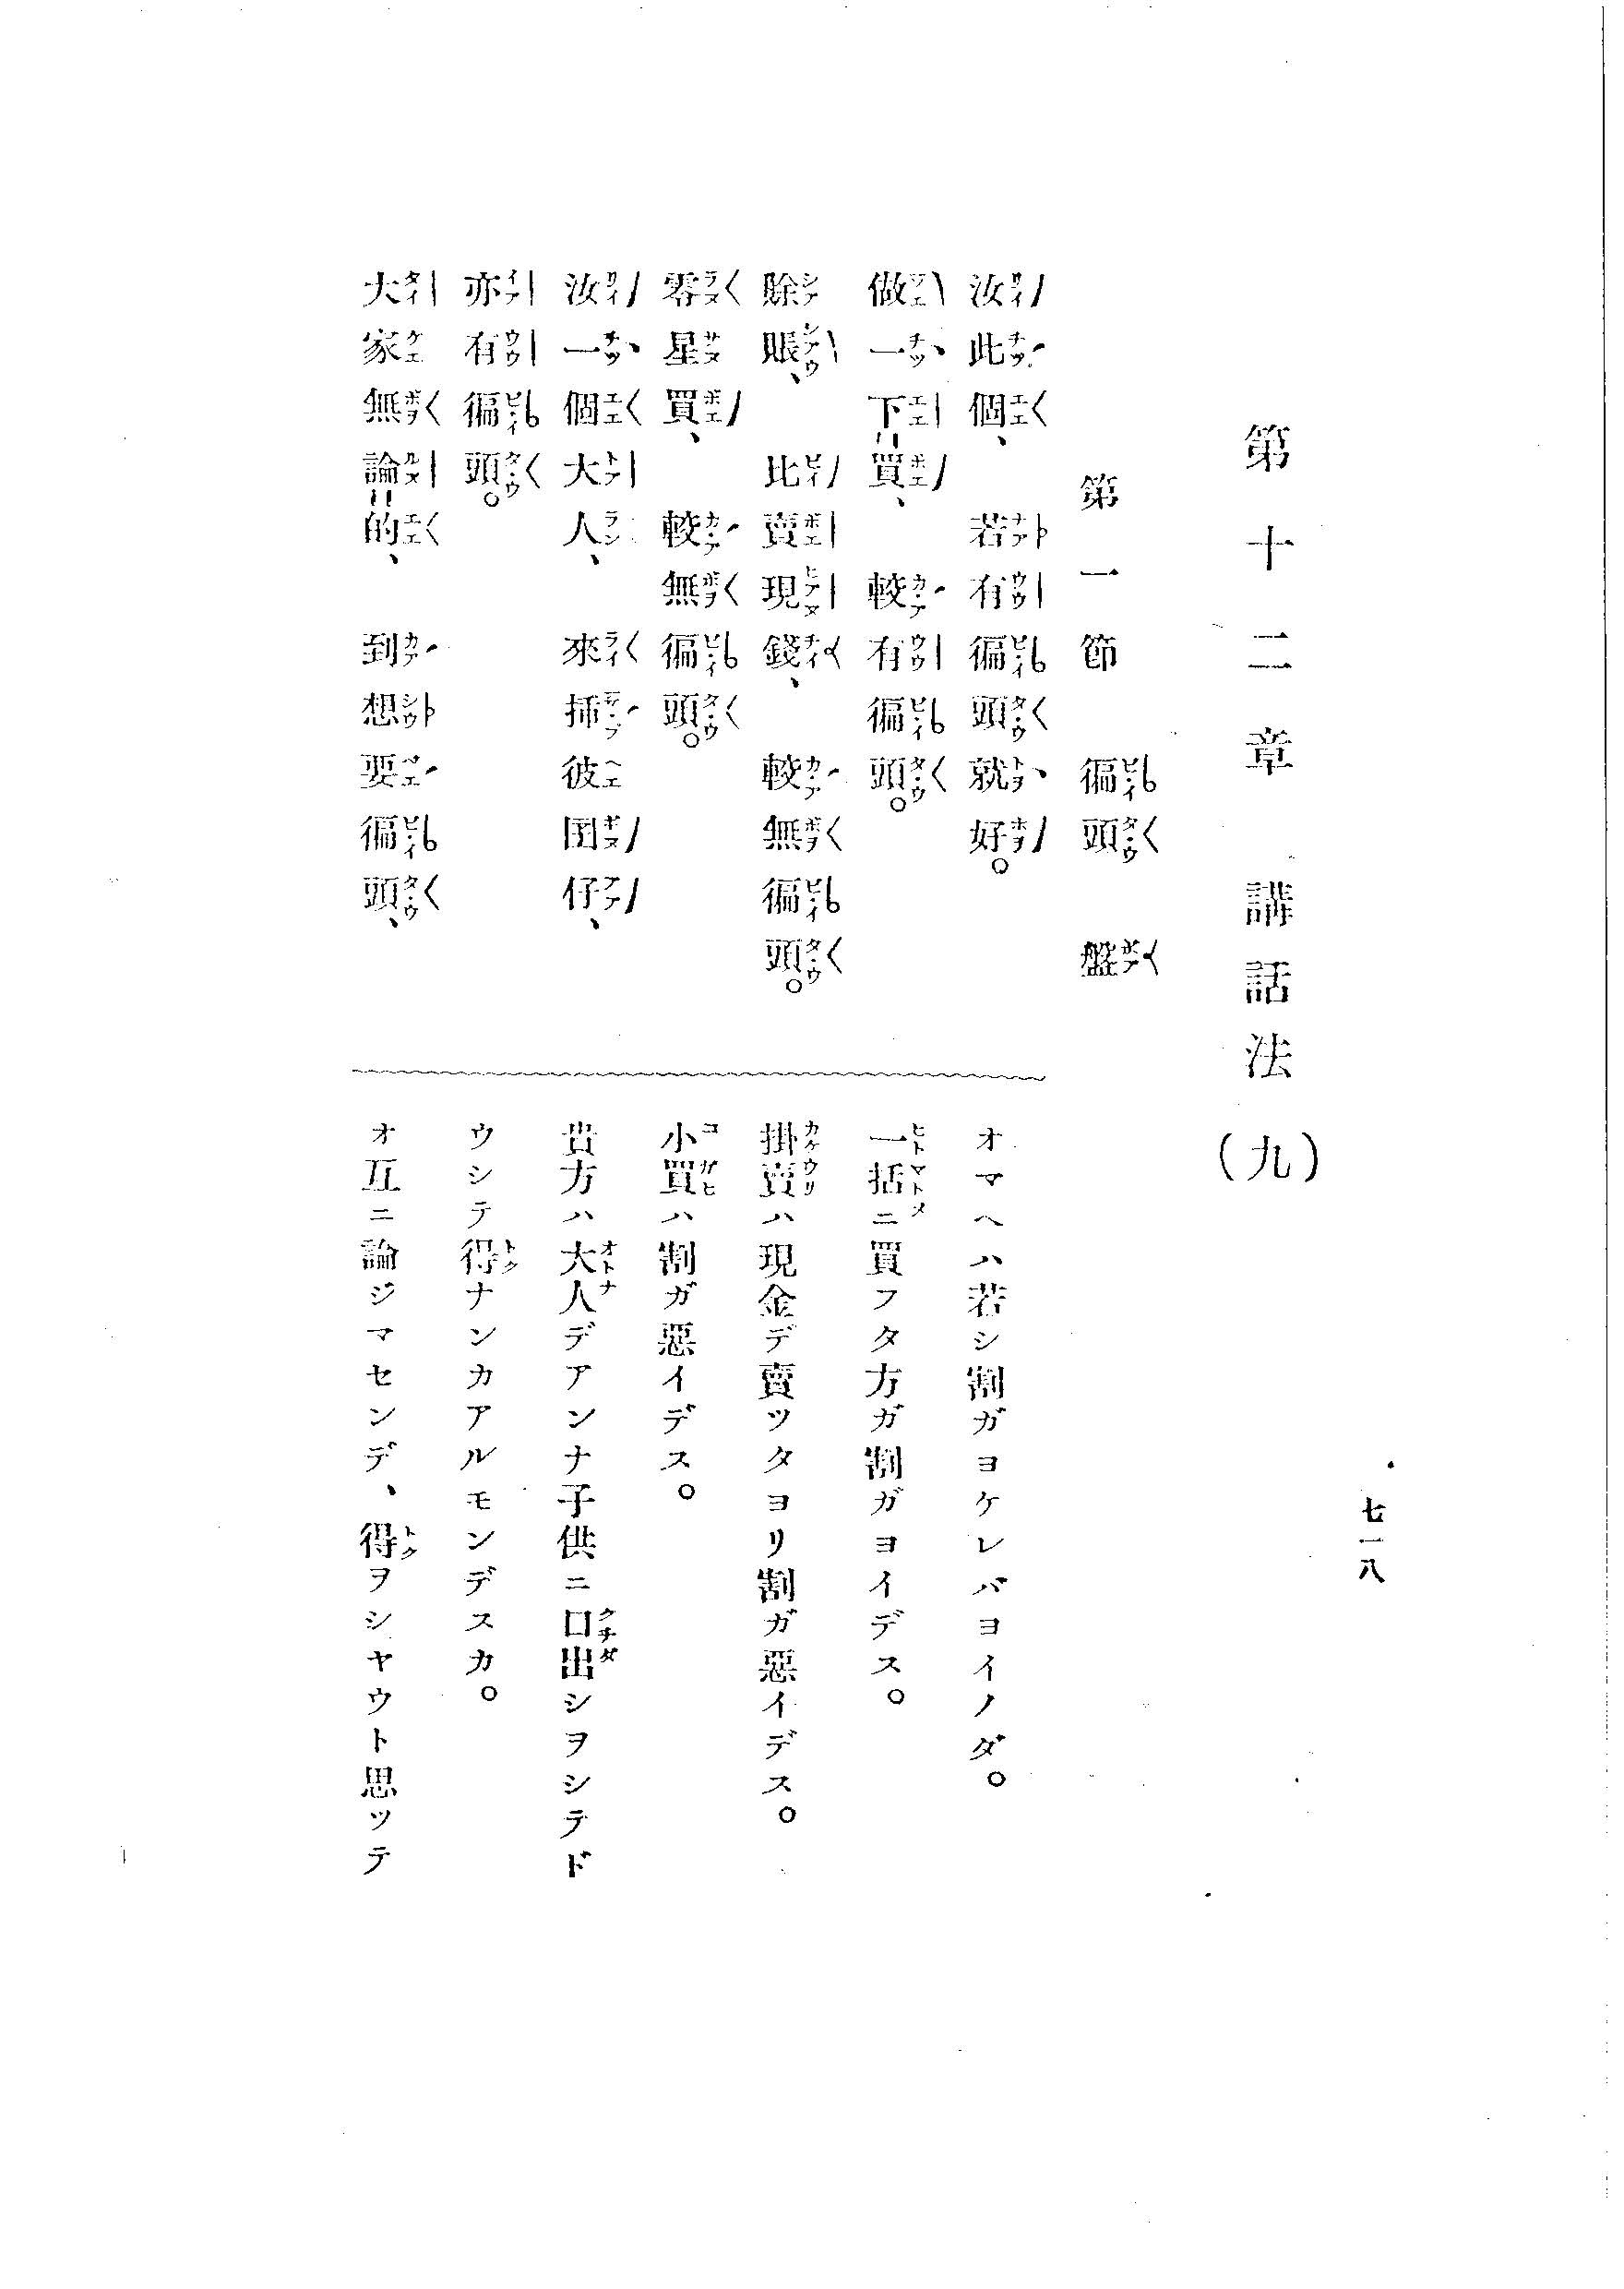 七一八
第十二章 講話法(九)
第一節 徧頭 盤
汝此個、若有徧頭就好。
オマヘハ若シ割ガヨケレバヨイノダ。
做一下買、較有徧頭。
一括ニ買フタ方ガ割ガヨイデス。
賒賬、比賣現錢、較無徧頭。
掛賣ハ現金デ賣ツタヨリ割ガ惡イデス。
零星買、較無徧頭。
小買ハ割ガ惡イデス。
汝一個大人、來揷彼囝仔、
貴方ハ大人デアンナ子供ニ口出シヲシテド
亦有徧頭。
ウシテ得ナンカアルモンデスカ。
大家無論的、到想要徧頭、
オ互ニ論ジマセンデ、得ヲシヤウト思ツテ